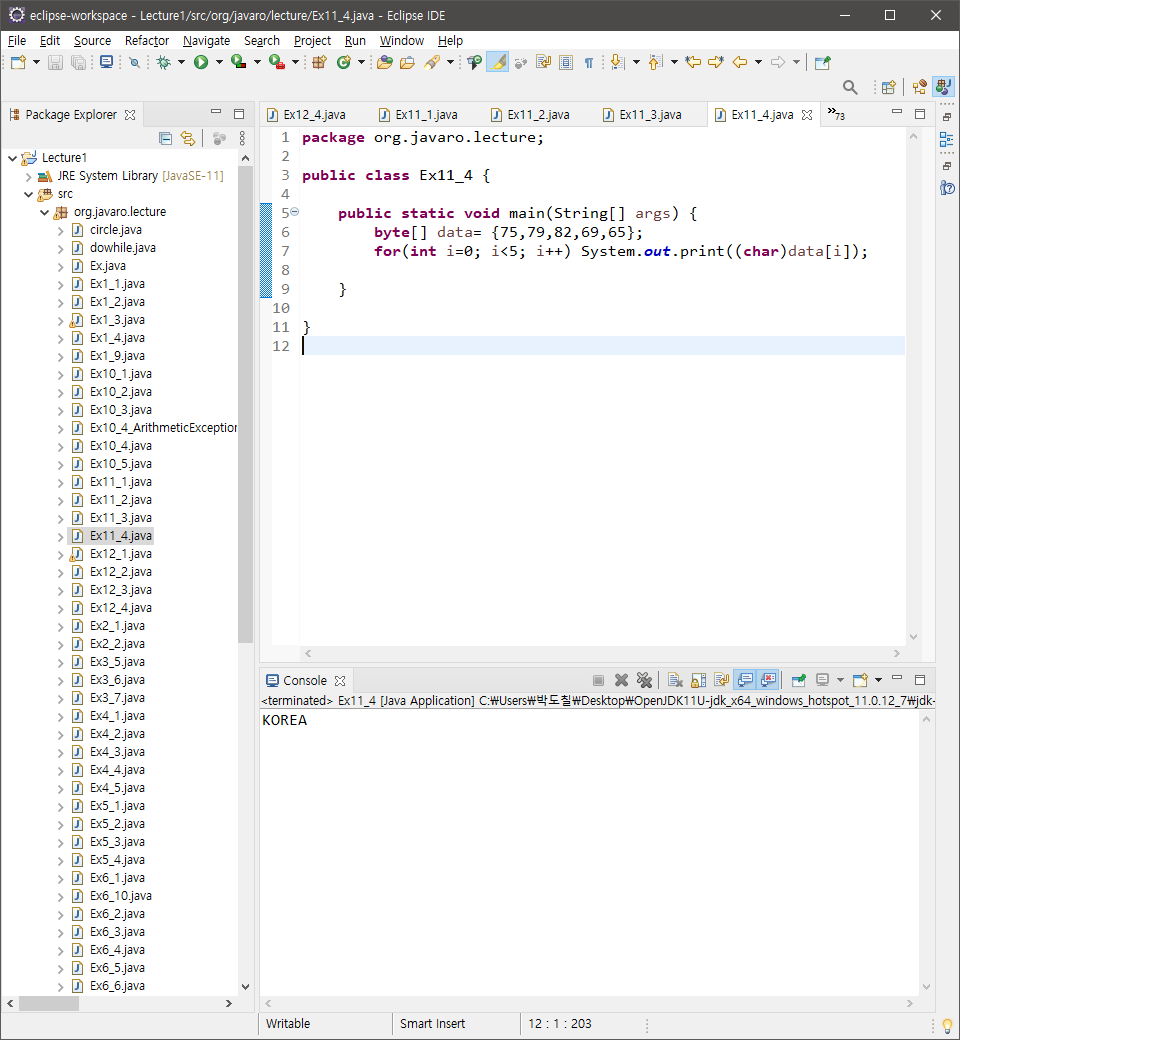 eclipse-workspace - Lecture1/src/org/javaro/lecture/Ex11_4.java - Eclipse IDE
File Edit Source Refactor Navigate Search Project Run Window Help
Package Explorer
Lecture1
JRE System Library [JavaSE-11]
src
org.javaro.lecture
circle.java
dowhile.java
Ex.java
Ex1_1.java
Ex1_2.java
Ex1_3.java
Ex1_4.java
Ex1_9.java
Ex10_1.java
Ex10_2.java
Ex10_3.java
Ex10_4_ArithmeticException
Ex10_4.java
Ex10_5.java
Ex11_1.java
Ex11_2.java
Ex11_3.java
Ex11_4.java
Ex12_1.java
Ex12_2.java
Ex12_3.java
Ex12_4.java
Ex2_1.java
Ex2_2.java
Ex3_5.java
Ex3_6.java
Ex3_7.java
Ex4_1.java
Ex4_2.java
Ex4_3.java
Ex4_4.java
Ex4_5.java
Ex5_1.java
Ex5_2.java
Ex5_3.java
Ex5_4.java
Ex6_1.java
Ex6_10.java
Ex6_2.java
Ex6_3.java
Ex6_4.java
Ex6_5.java
Ex6_6.java
Ex12_4.java Ex11_1.java Ex11_2.java Ex11_3.java Ex11_4.java »73
1 package org.javaro.lecture;
2
3 public class Ex11_4 {
4
5 public static void main(String[] args) {
6 byte[] data= {75,79,82,69,65};
7 for(int i=0; i<5; i++) System.out.print((char)data[i]);
8
9 }
10
11 }
12
Console
<terminated> Ex11_4 [Java Application] C:₩Users₩박도칠₩Desktop₩OpenJDK11U-jdk_x64_windows_hotspot_11.0.12_7₩jdk-
KOREA
Writable Smart Insert 12 : 1 : 203